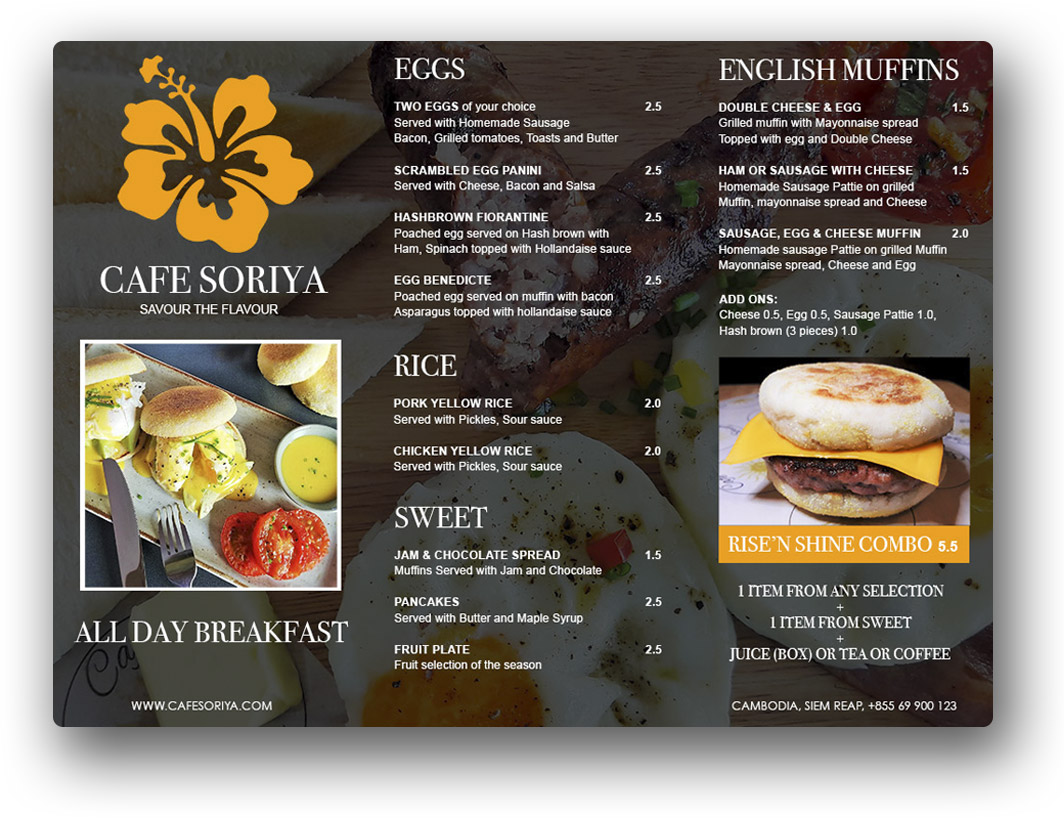 CAFE SORIYA
SAVOUR THE FLAVOUR
ALL DAY BREAKFAST
WWW.CAFESORIYA.COM
EGGS
TWO EGGS of your choice 2.5
Served with Homemade Sausage
Bacon, Grilled tomatoes, Toasts and Butter
SCRAMBLED EGG PANINI 2.5
Served with Cheese, Bacon and Salsa
HASHBROWN FIORANTINE 2.5
Poached egg served on Hash brown with
Ham, Spinach topped with Hollandaise sauce
EGG BENEDICTE 2.5
Poached egg served on muffin with bacon
Asparagus topped with hollandaise sauce
RICE
PORK YELLOW RICE 2.0
Served with Pickles, Sour sauce
CHICKEN YELLOW RICE 2.0
Served with Pickles, Sour sauce
SWEET
JAM & CHOCOLATE SPREAD 1.5
Muffins Served with Jam and Chocolate
PANCAKES 2.5
Served with Butter and Maple Syrup
FRUIT PLATE 2.5
Fruit selection of the season
ENGLISH MUFFINS
DOUBLE CHEESE & EGG 1.5
Grilled muffin with Mayonnaise spread
Topped with egg and Double Cheese
HAM OR SAUSAGE WITH CHEESE 1.5
Homemade Sausage Pattie on grilled
Muffin, mayonnaise spread and Cheese
SAUSAGE, EGG & CHEESE MUFFIN 2.0
Homemade sausage Pattie on grilled Muffin
Mayonnaise spread, Cheese and Egg
ADD ONS:
Cheese 0.5, Egg 0.5, Sausage Pattie 1.0,
Hash brown (3 pieces) 1.0
RISE'N SHINE COMBO 5.5
1 ITEM FROM ANY SELECTION
+
1 ITEM FROM SWEET
+
JUICE (BOX) OR TEA OR COFFEE
CAMBODIA, SIEM REAP, +855 69 900 123